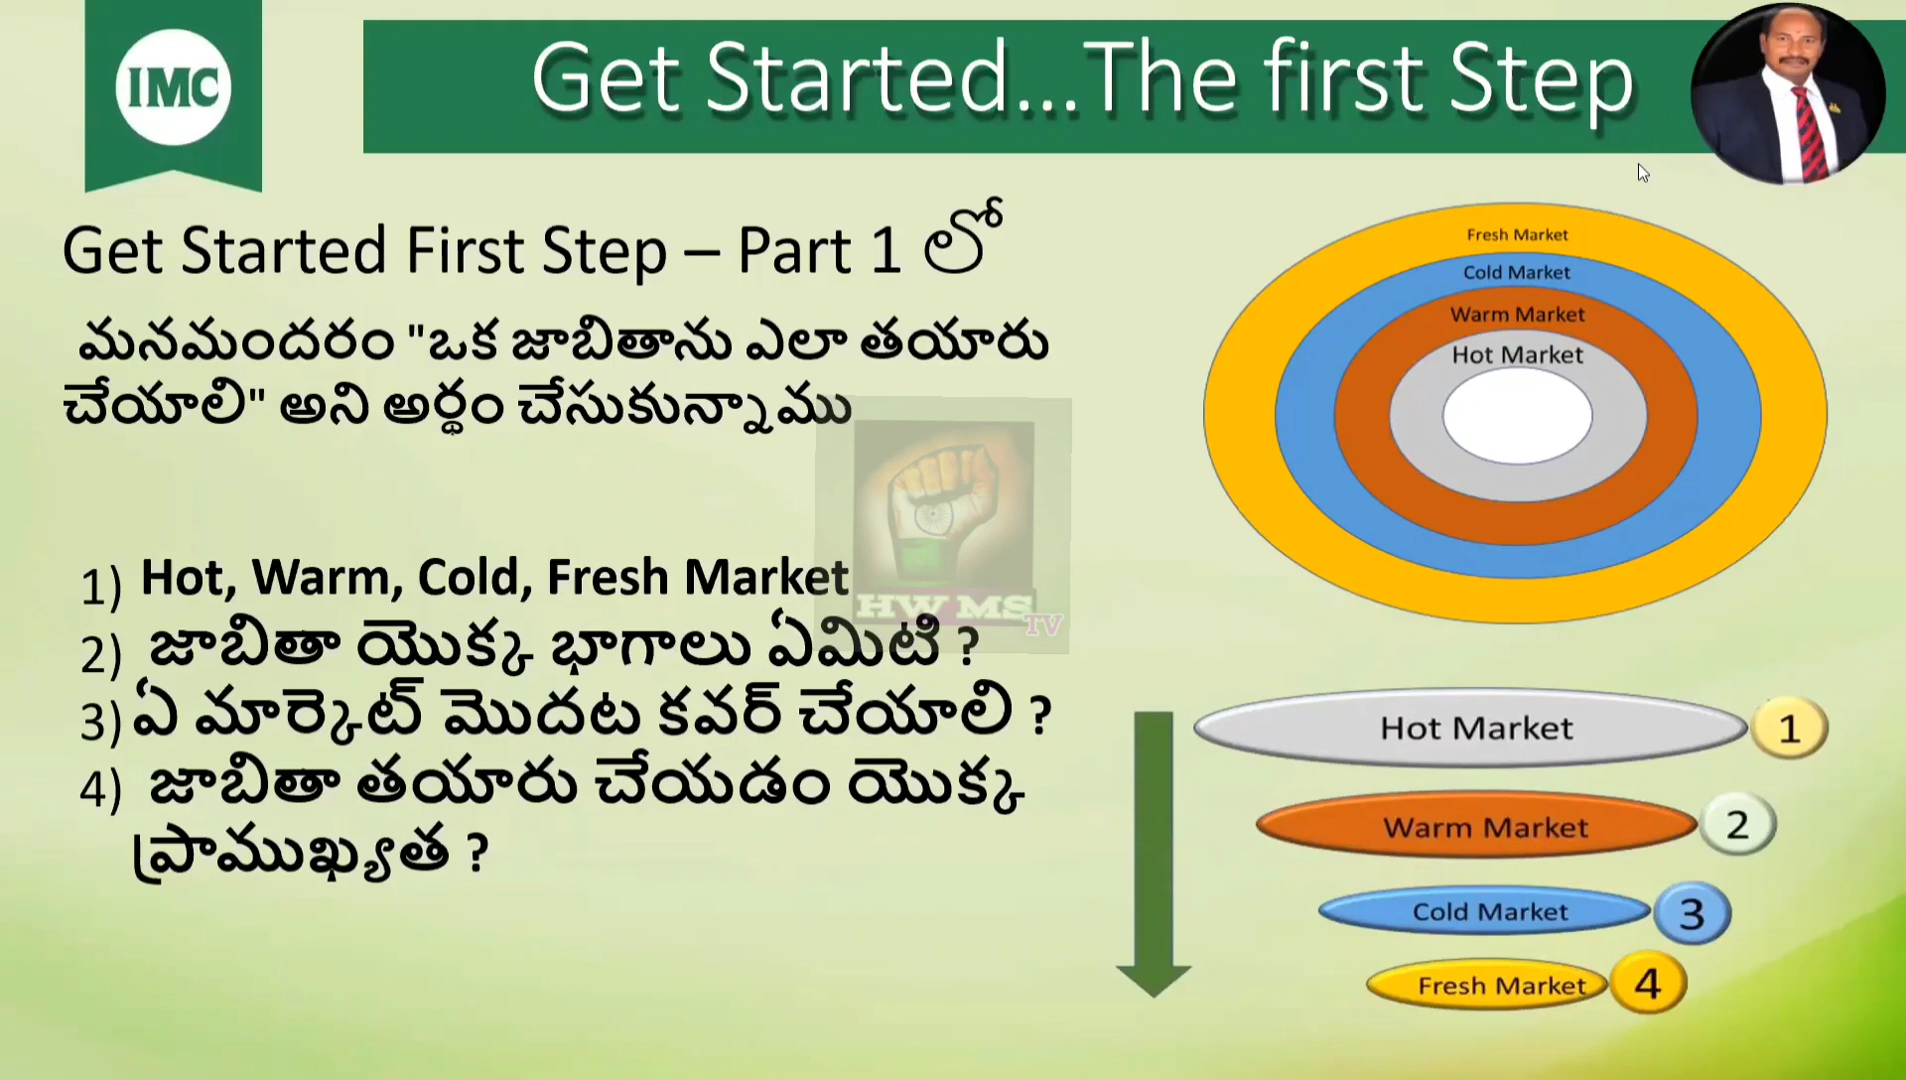 IMC
Get Started...The first Step
Get Started First Step – Part 1 లో
మనమందరం "ఒక జాబితాను ఎలా తయారు
చేయాలి" అని అర్థం చేసుకున్నాము
1) Hot, Warm, Cold, Fresh Market
2) జాబితా యొక్క భాగాలు ఏమిటి ?
3) ఏ మార్కెట్ మొదట కవర్ చేయాలి ?
4) జాబితా తయారు చేయడం యొక్క
ప్రాముఖ్యత ?
HW MS
TV
Fresh Market
Cold Market
Warm Market
Hot Market
Hot Market 1
Warm Market 2
Cold Market 3
Fresh Market 4